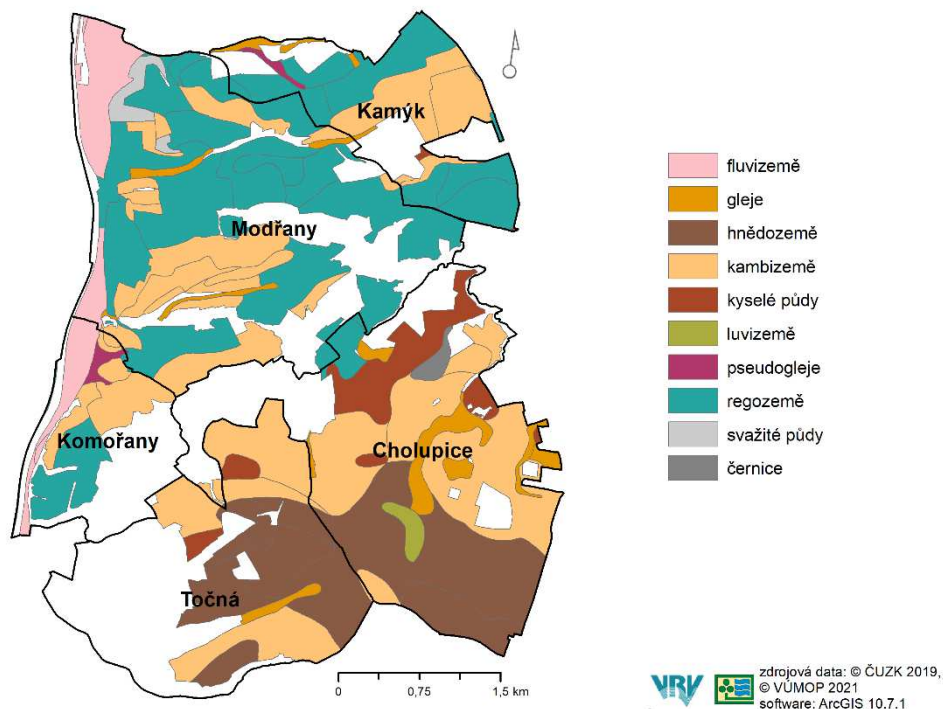 Kamýk
Modřany
Komořany
Cholupice
Točná
fluvizemě
gleje
hnědozemě
kambizemě
kyselé půdy
luvizemě
pseudogleje
regozemě
svažité půdy
černice
0 0,75 1,5 km
VRV
zdrojová data: © ČUZK 2019,
© VÚMOP 2021
software: ArcGIS 10.7.1